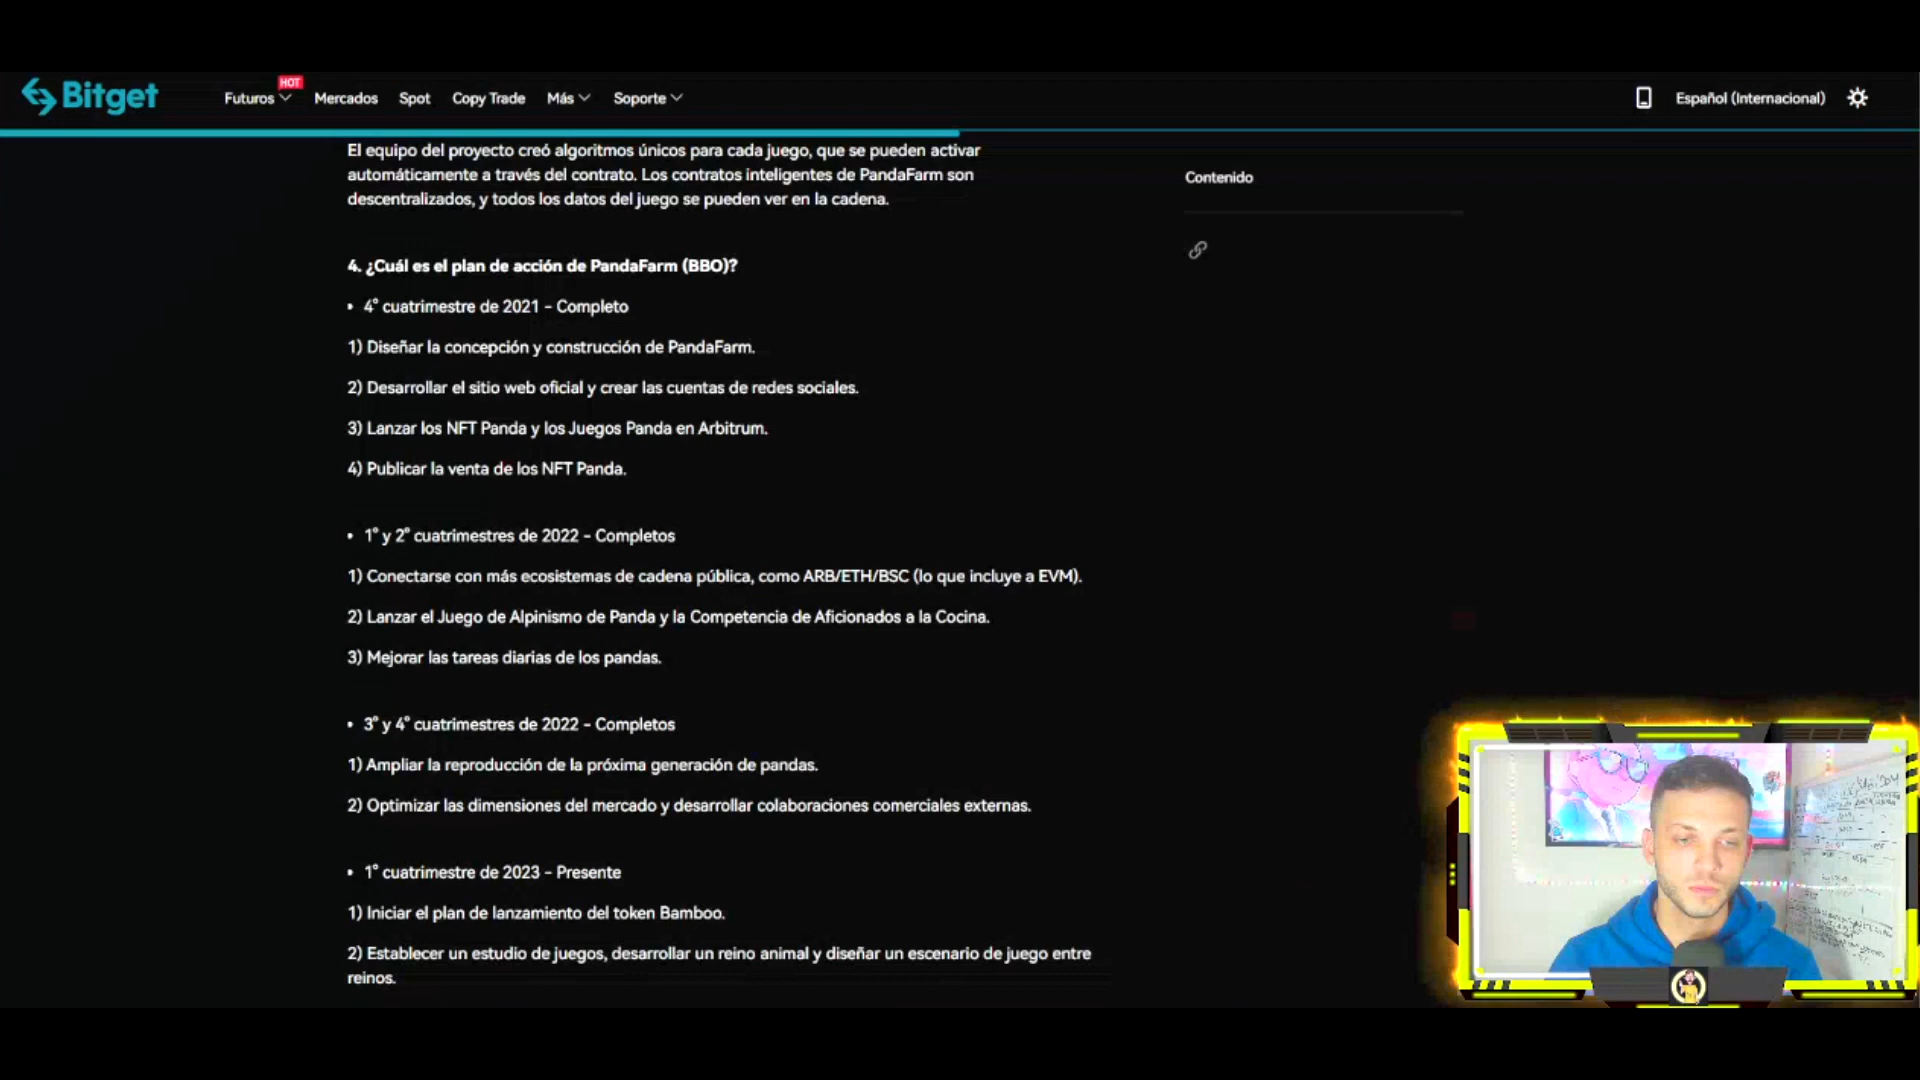 Bitget
Futuros
HOT
Mercados
Spot
Copy Trade
Más
Soporte
Español (Internacional)
El equipo del proyecto creó algoritmos únicos para cada juego, que se pueden activar
automáticamente a través del contrato. Los contratos inteligentes de PandaFarm son
descentralizados, y todos los datos del juego se pueden ver en la cadena.
Contenido
4. ¿Cuál es el plan de acción de PandaFarm (BBO)?
• 4° cuatrimestre de 2021 - Completo
1) Diseñar la concepción y construcción de PandaFarm.
2) Desarrollar el sitio web oficial y crear las cuentas de redes sociales.
3) Lanzar los NFT Panda y los Juegos Panda en Arbitrum.
4) Publicar la venta de los NFT Panda.
• 1° y 2° cuatrimestres de 2022 - Completos
1) Conectarse con más ecosistemas de cadena pública, como ARB/ETH/BSC (lo que incluye a EVM).
2) Lanzar el Juego de Alpinismo de Panda y la Competencia de Aficionados a la Cocina.
3) Mejorar las tareas diarias de los pandas.
• 3° y 4° cuatrimestres de 2022 - Completos
1) Ampliar la reproducción de la próxima generación de pandas.
2) Optimizar las dimensiones del mercado y desarrollar colaboraciones comerciales externas.
• 1° cuatrimestre de 2023 - Presente
1) Iniciar el plan de lanzamiento del token Bamboo.
2) Establecer un estudio de juegos, desarrollar un reino animal y diseñar un escenario de juego entre
reinos.